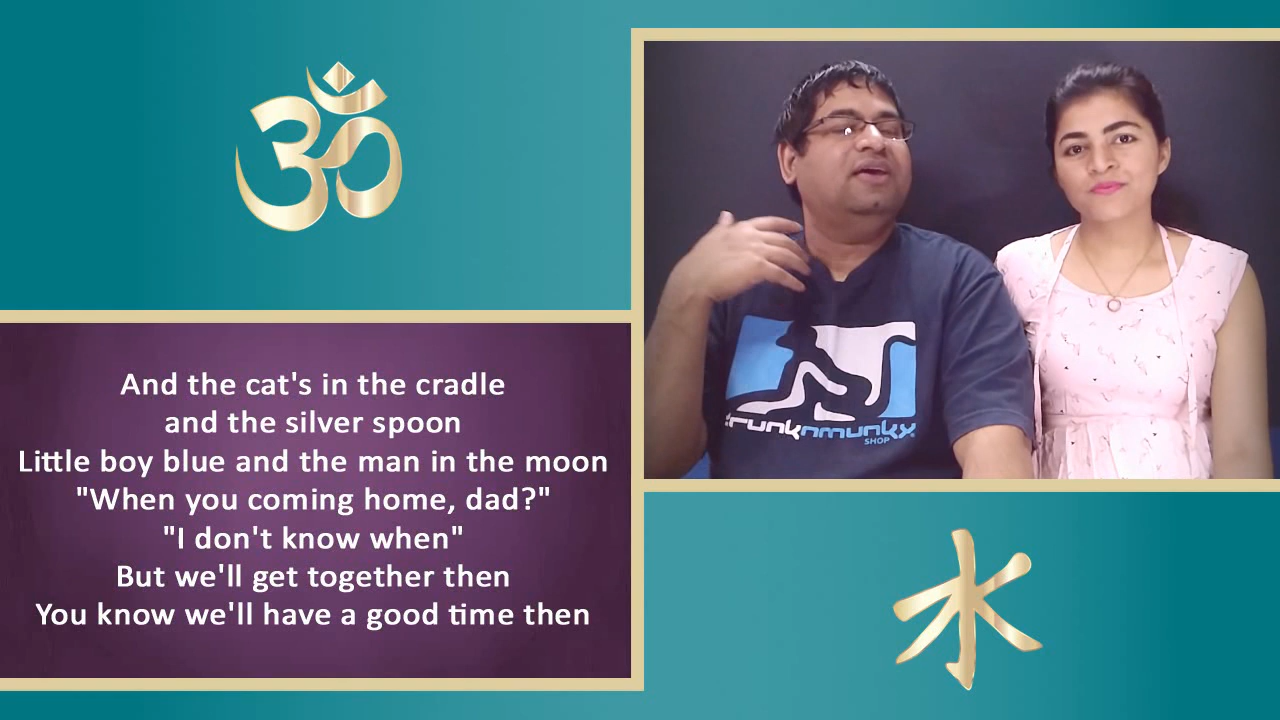 ॐ
And the cat's in the cradle
and the silver spoon
Little boy blue and the man in the moon
"When you coming home, dad?"
"I don't know when"
But we'll get together then
You know we'll have a good time then
trunknmunky
SHOP
水